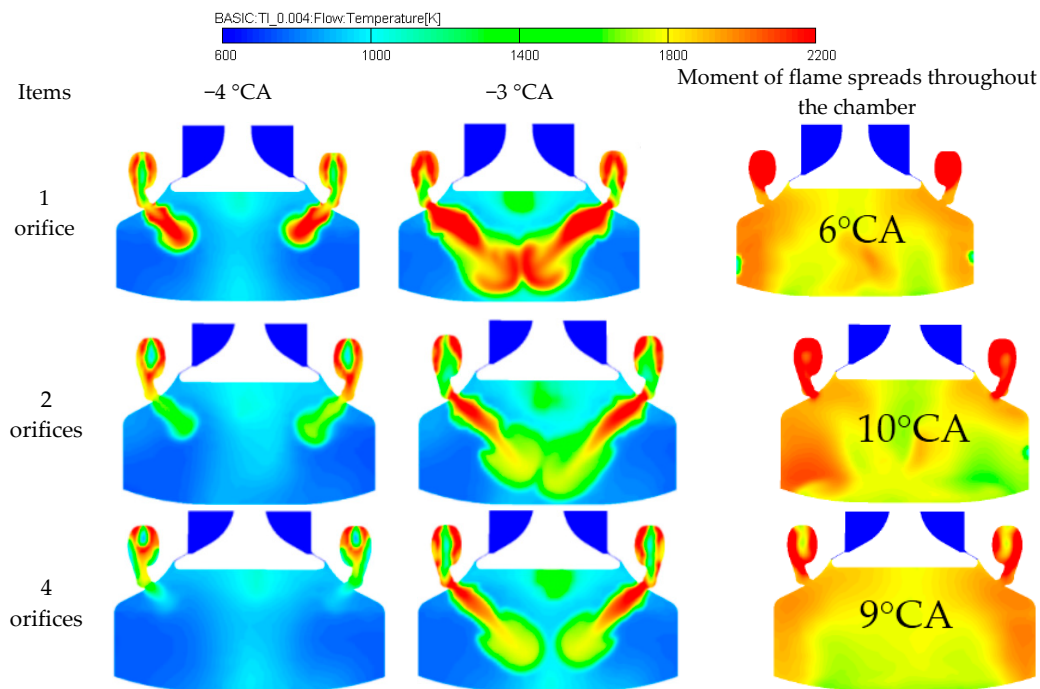 BASIC:TI_0.004:Flow:Temperature[K]
600 1000 1400 1800 2200
Items −4 °CA −3 °CA Moment of flame spreads throughout
the chamber
1
orifice
6°CA
2
orifices
10°CA
4
orifices
9°CA